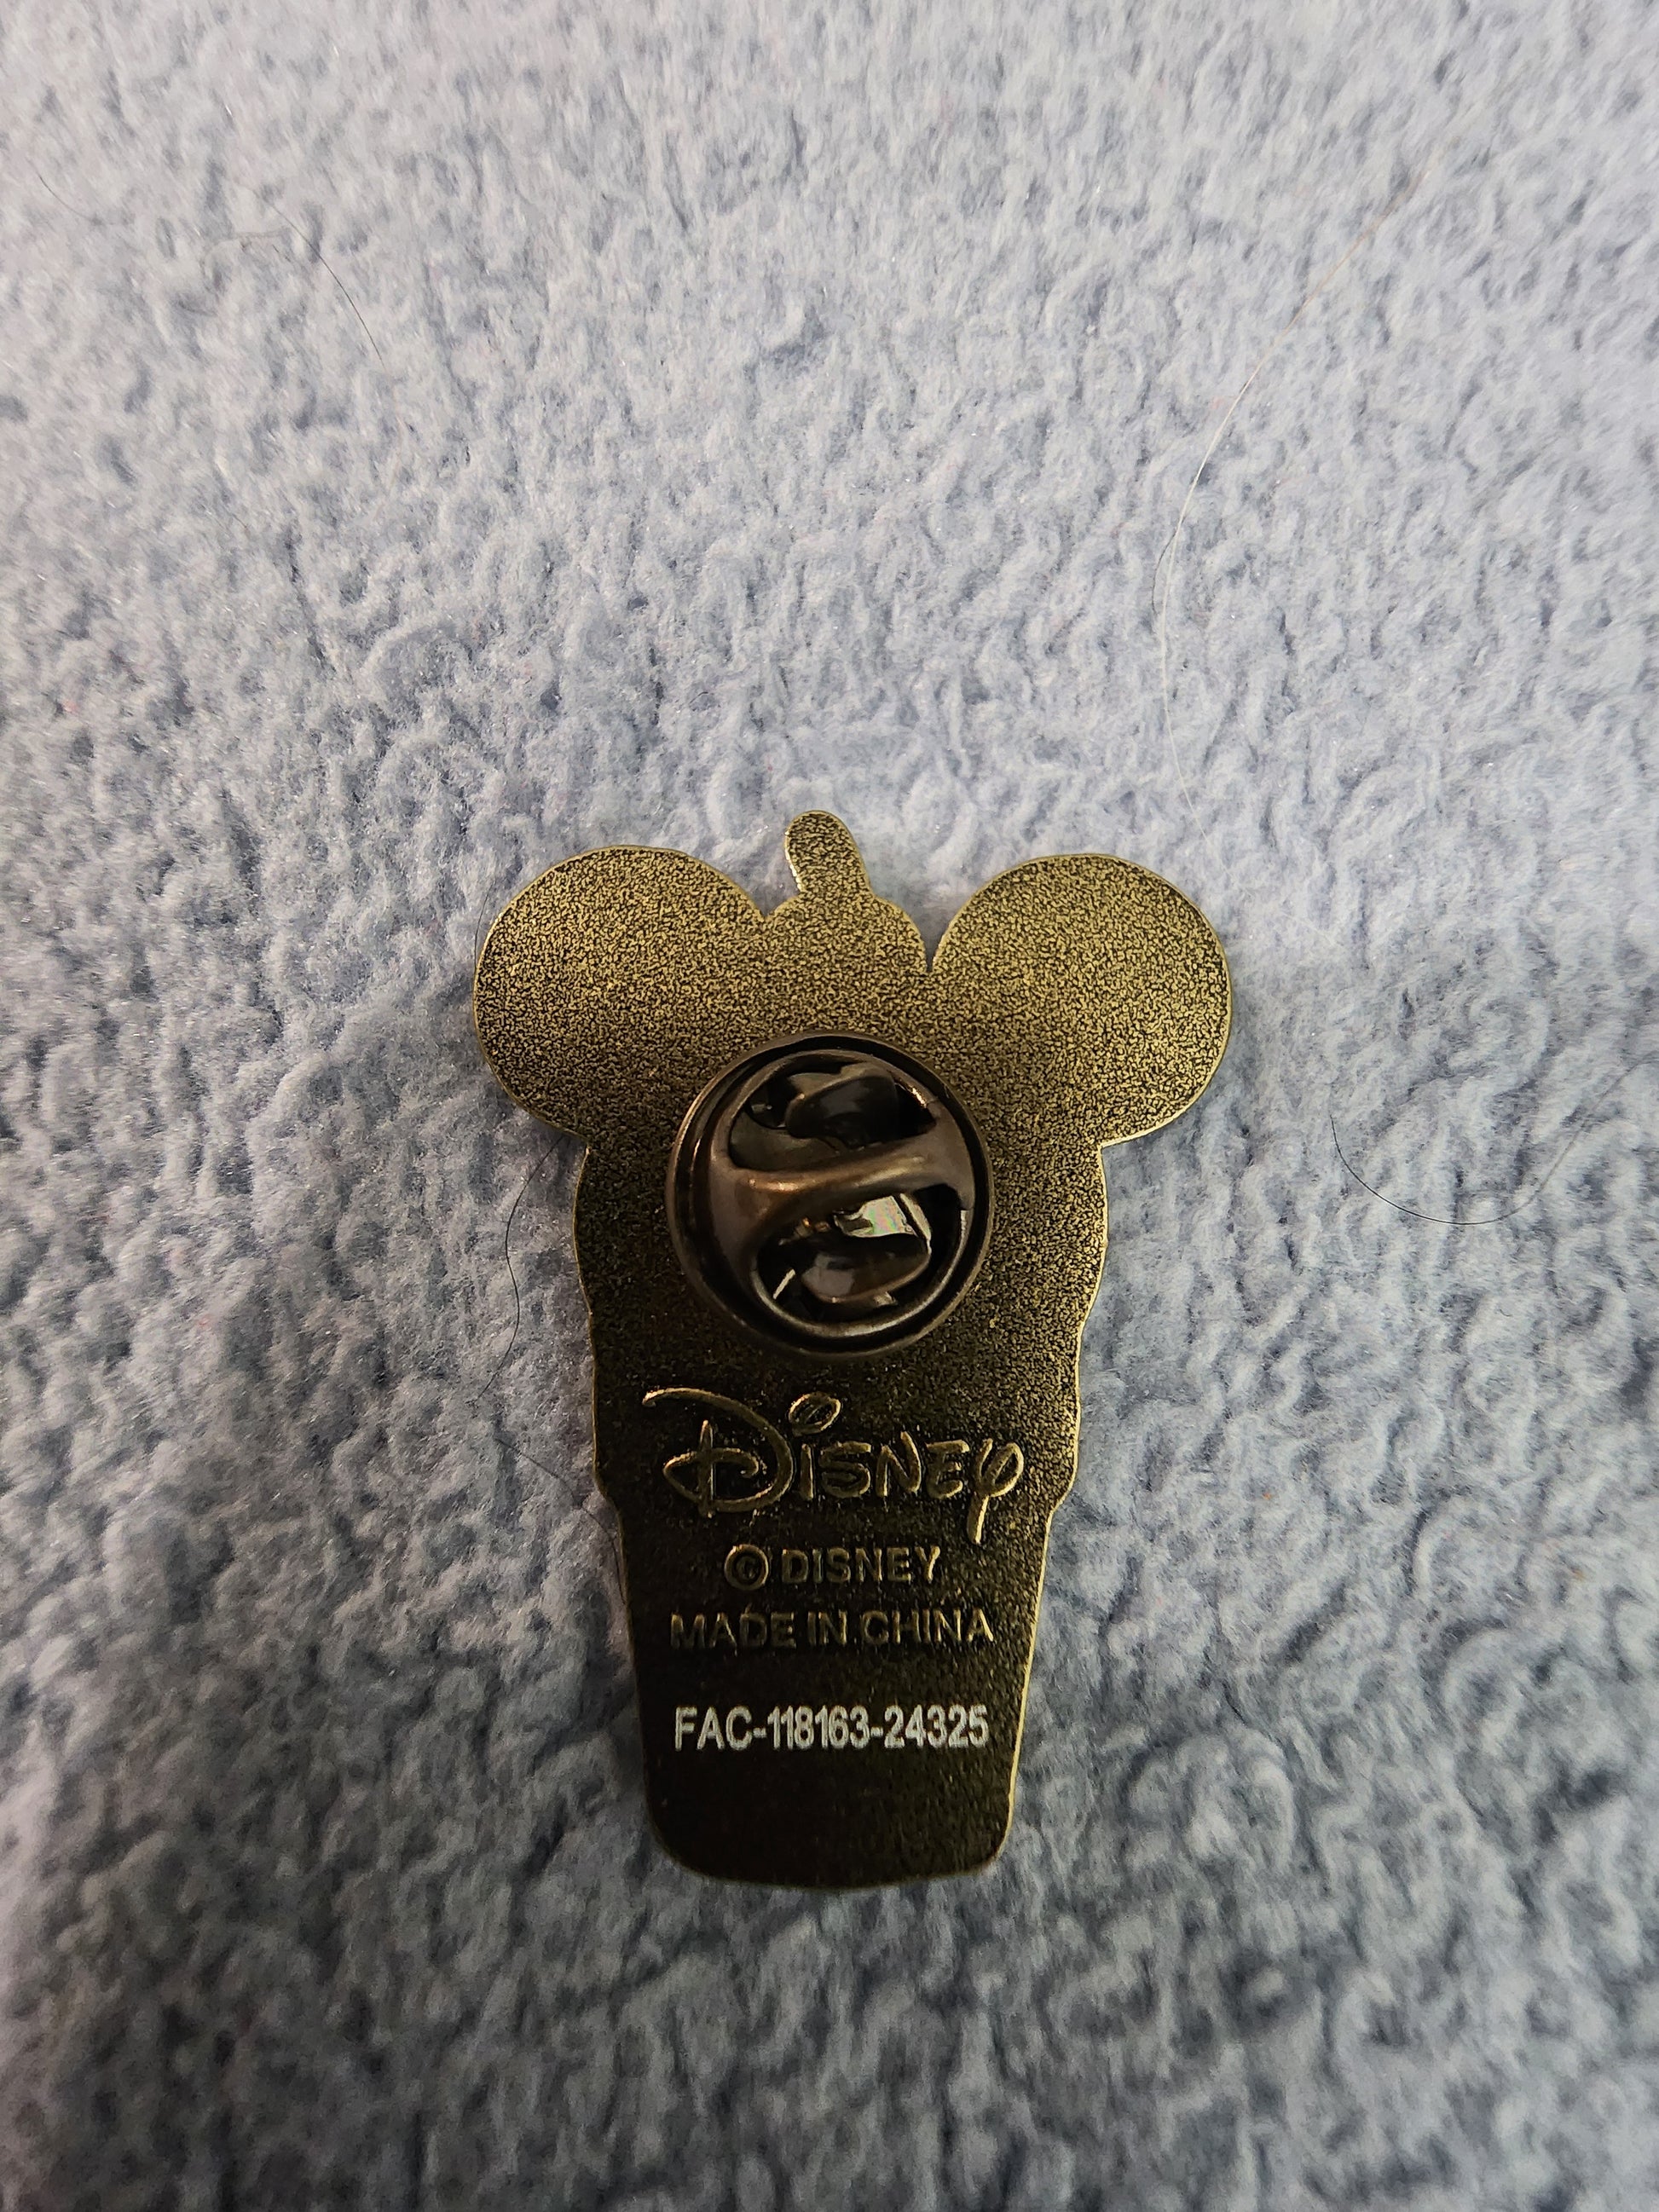 Disney
© DISNEY
MADE IN CHINA
FAC-118163-24325